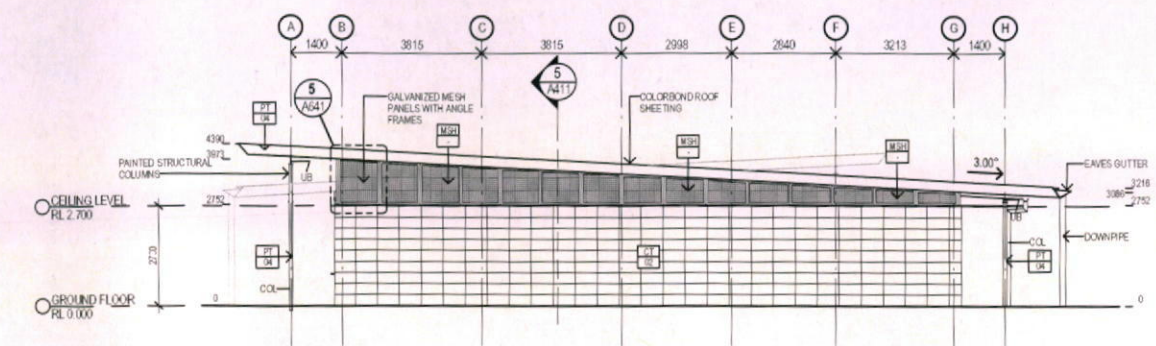 A
B
C
D
E
F
G
H
1400
3815
3815
2998
2840
3213
1400
5
A641
5
A411
GALVANIZED MESH
PANELS WITH ANGLE
FRAMES
COLORBOND ROOF
SHEETING
PT
04
MSH
-
MSH
-
MSH
-
4390
3973
PAINTED STRUCTURAL
COLUMNS
UB
3.00°
EAVES GUTTER
3216
3086
2752
CEILING LEVEL
RL 2.700
2752
UB
2700
PT
04
CT
02
COL
PT
04
DOWNPIPE
COL
GROUND FLOOR
RL 0.000
0
0